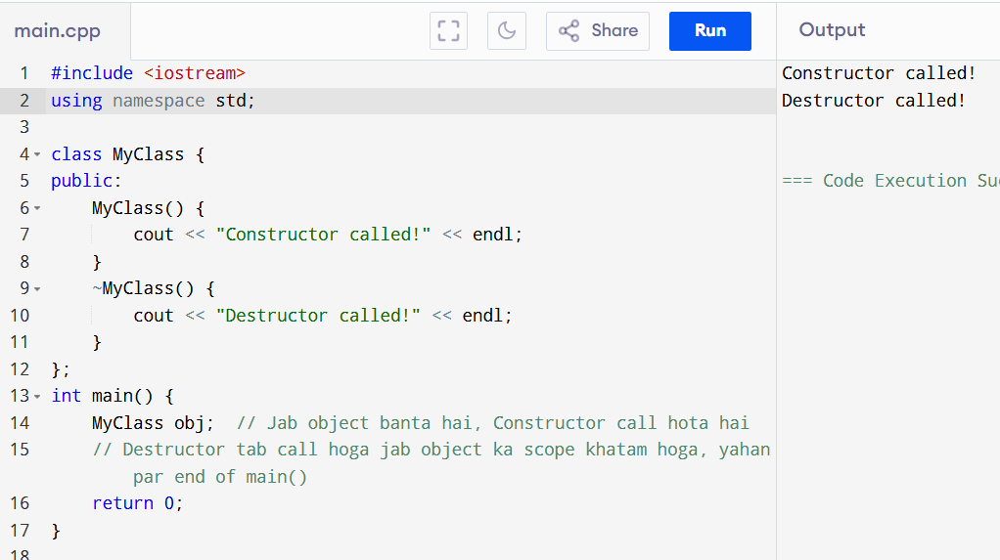 main.cpp
Share
Run
Output
1 #include <iostream>
2 using namespace std;
3
4 class MyClass {
5 public:
6 MyClass() {
7 cout << "Constructor called!" << endl;
8 }
9 ~MyClass() {
10 cout << "Destructor called!" << endl;
11 }
12 };
13 int main() {
14 MyClass obj;  // Jab object banta hai, Constructor call hota hai
15 // Destructor tab call hoga jab object ka scope khatam hoga, yahan
par end of main()
16 return 0;
17 }
18
Constructor called!
Destructor called!
=== Code Execution Suc